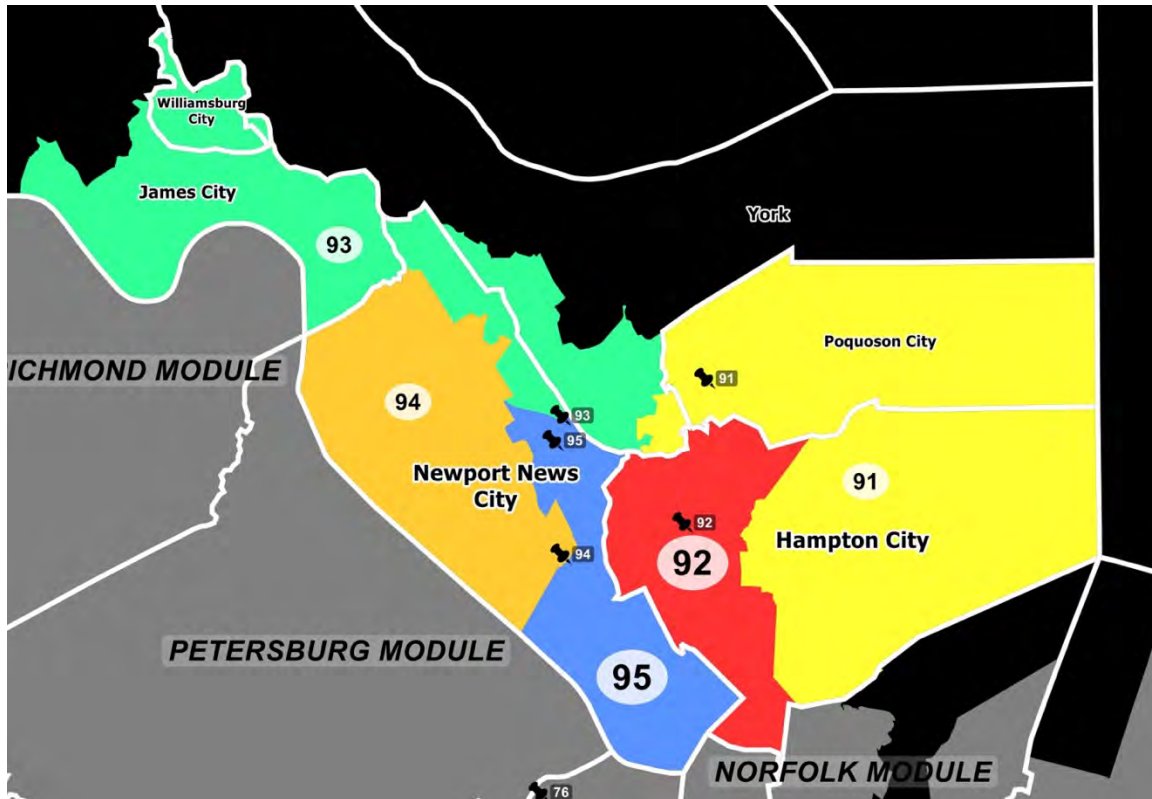 Williamsburg
City
James City
93
York
Poquoson City
RICHMOND MODULE
91
94
93
95
Newport News
City
91
92
Hampton City
94
92
PETERSBURG MODULE
95
NORFOLK MODULE
76